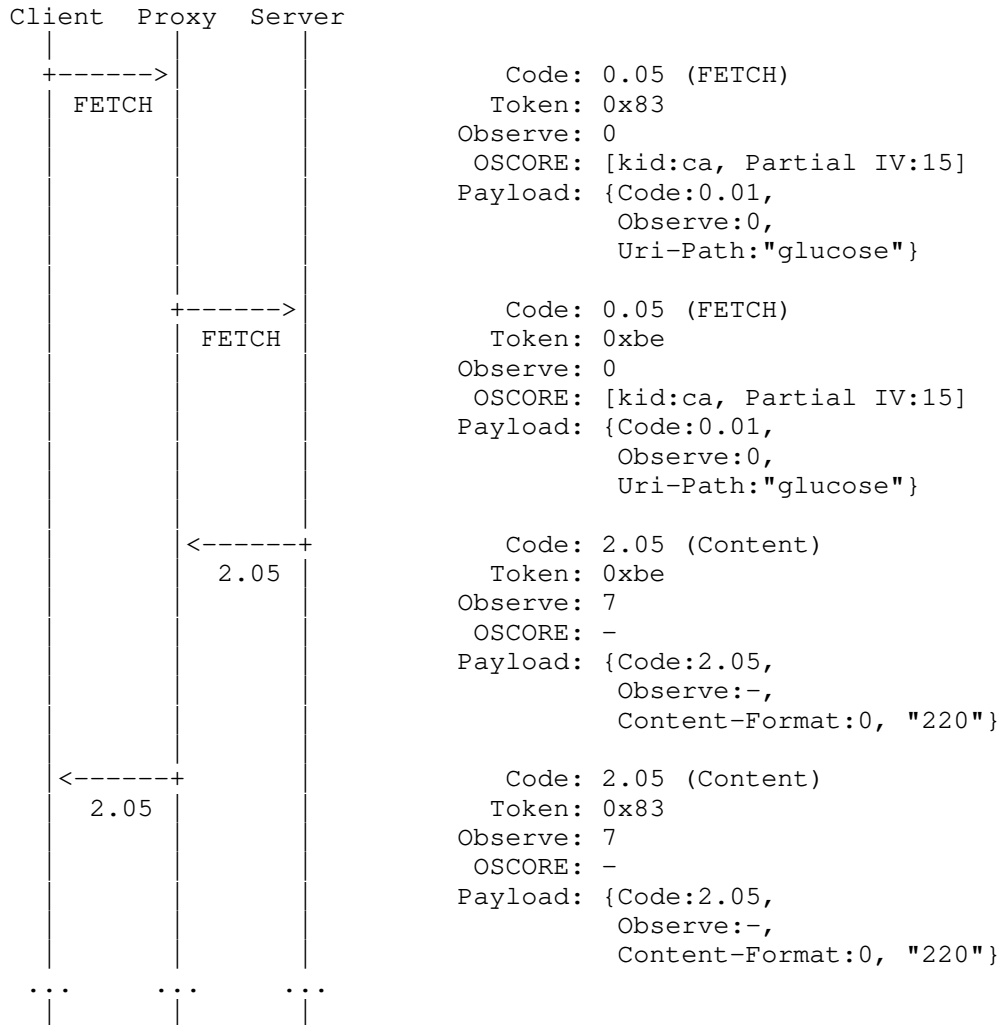 Client Proxy Server
Code: 0.05 (FETCH)
FETCH Token: 0x83
Observe: 0
OSCORE: [kid:ca, Partial IV:15]
Payload: {Code:0.01,
Observe:0,
Uri-Path:"glucose"}
Code: 0.05 (FETCH)
FETCH Token: 0xbe
Observe: 0
OSCORE: [kid:ca, Partial IV:15]
Payload: {Code:0.01,
Observe:0,
Uri-Path:"glucose"}
Code: 2.05 (Content)
2.05 Token: 0xbe
Observe: 7
OSCORE: -
Payload: {Code:2.05,
Observe:-,
Content-Format:0, "220"}
Code: 2.05 (Content)
2.05 Token: 0x83
Observe: 7
OSCORE: -
Payload: {Code:2.05,
Observe:-,
Content-Format:0, "220"}
... ... ...